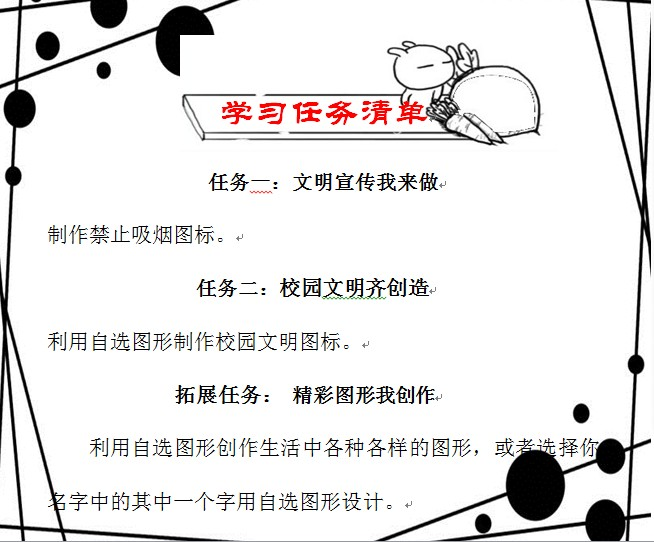 学习任务清单
任务一：文明宣传我来做
制作禁止吸烟图标。
任务二：校园文明齐创造
利用自选图形制作校园文明图标。
拓展任务： 精彩图形我创作
利用自选图形创作生活中各种各样的图形，或者选择你
名字中的其中一个字用自选图形设计。